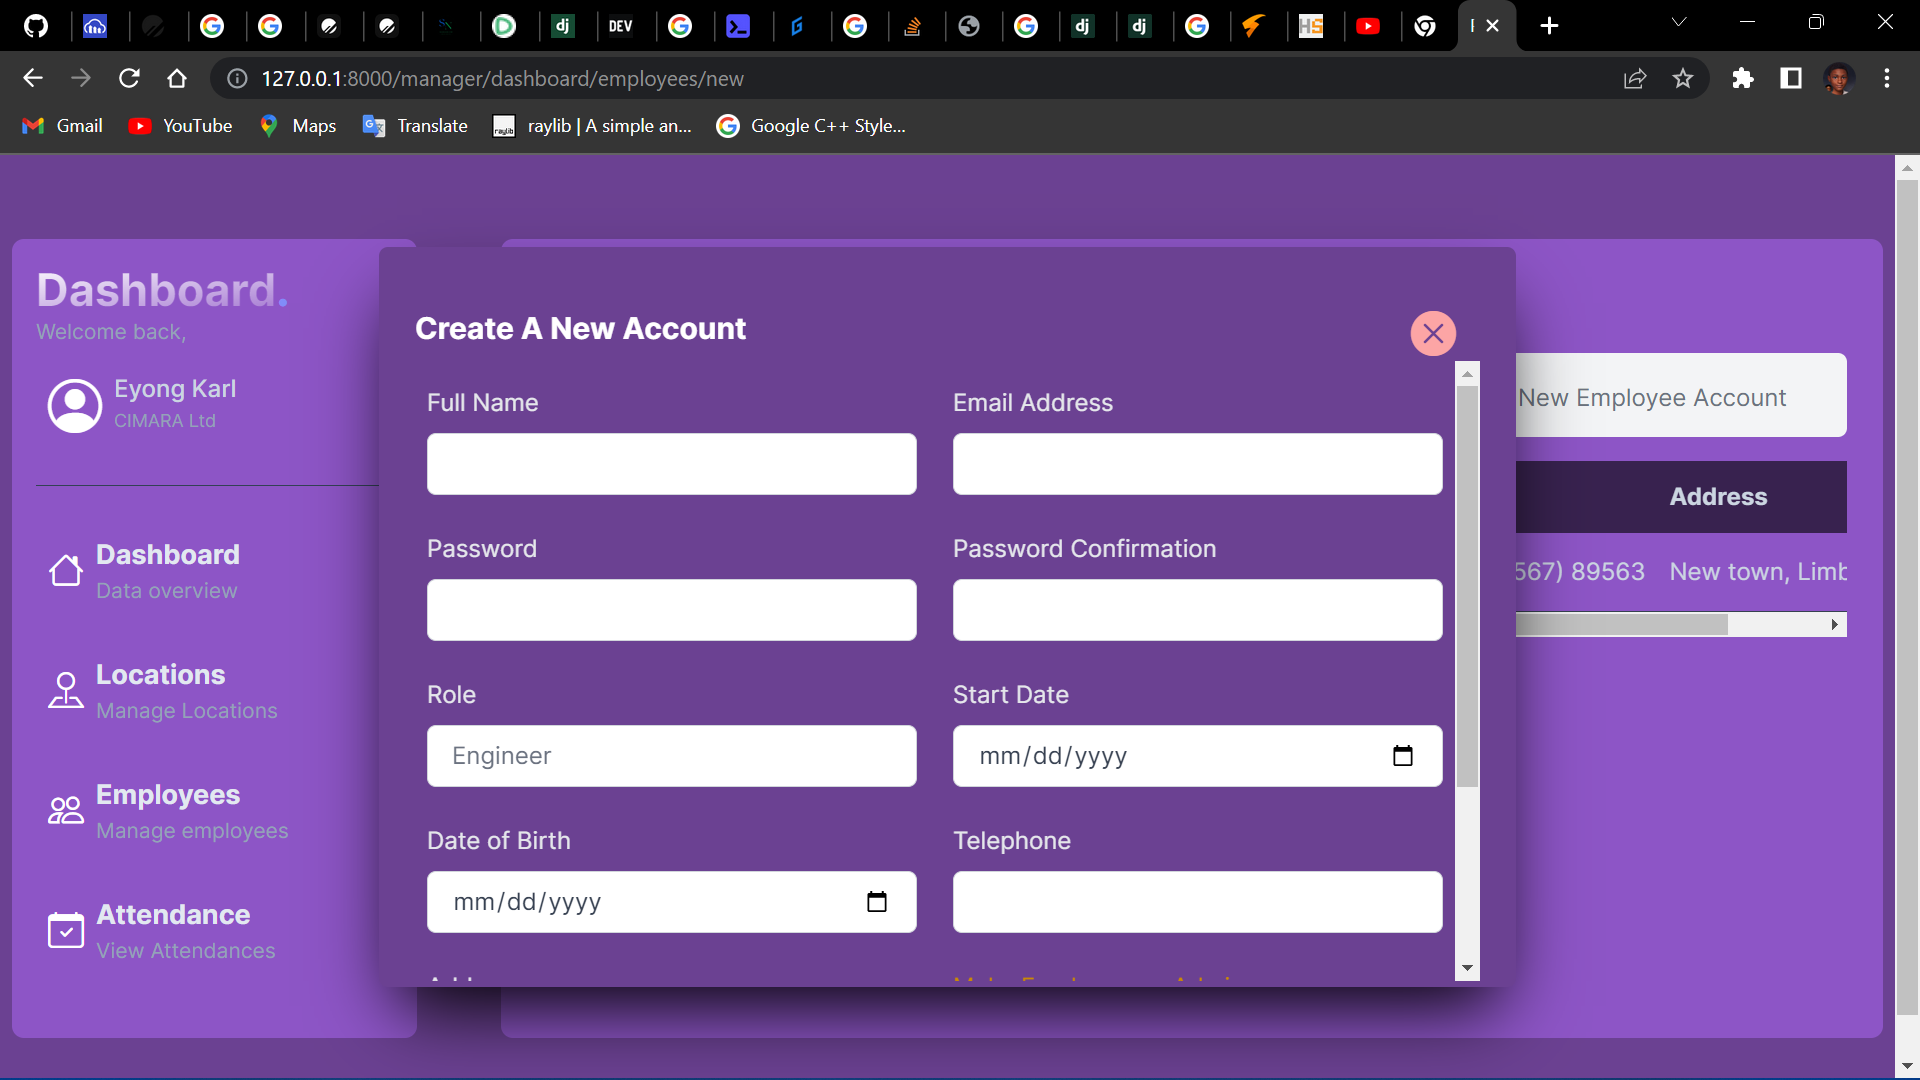 dj
DEV
dj
dj
HS
127.0.0.1:8000/manager/dashboard/employees/new
Gmail
YouTube
Maps
Translate
raylib
raylib | A simple an...
Google C++ Style...
Dashboard.
Welcome back,
Eyong Karl
CIMARA Ltd
Dashboard
Data overview
Locations
Manage Locations
Employees
Manage employees
Attendance
View Attendances
Create A New Account
Full Name
Email Address
Password
Password Confirmation
Role
Start Date
Engineer
mm/dd/yyyy
Date of Birth
Telephone
mm/dd/yyyy
New Employee Account
Address
567) 89563
New town, Limb